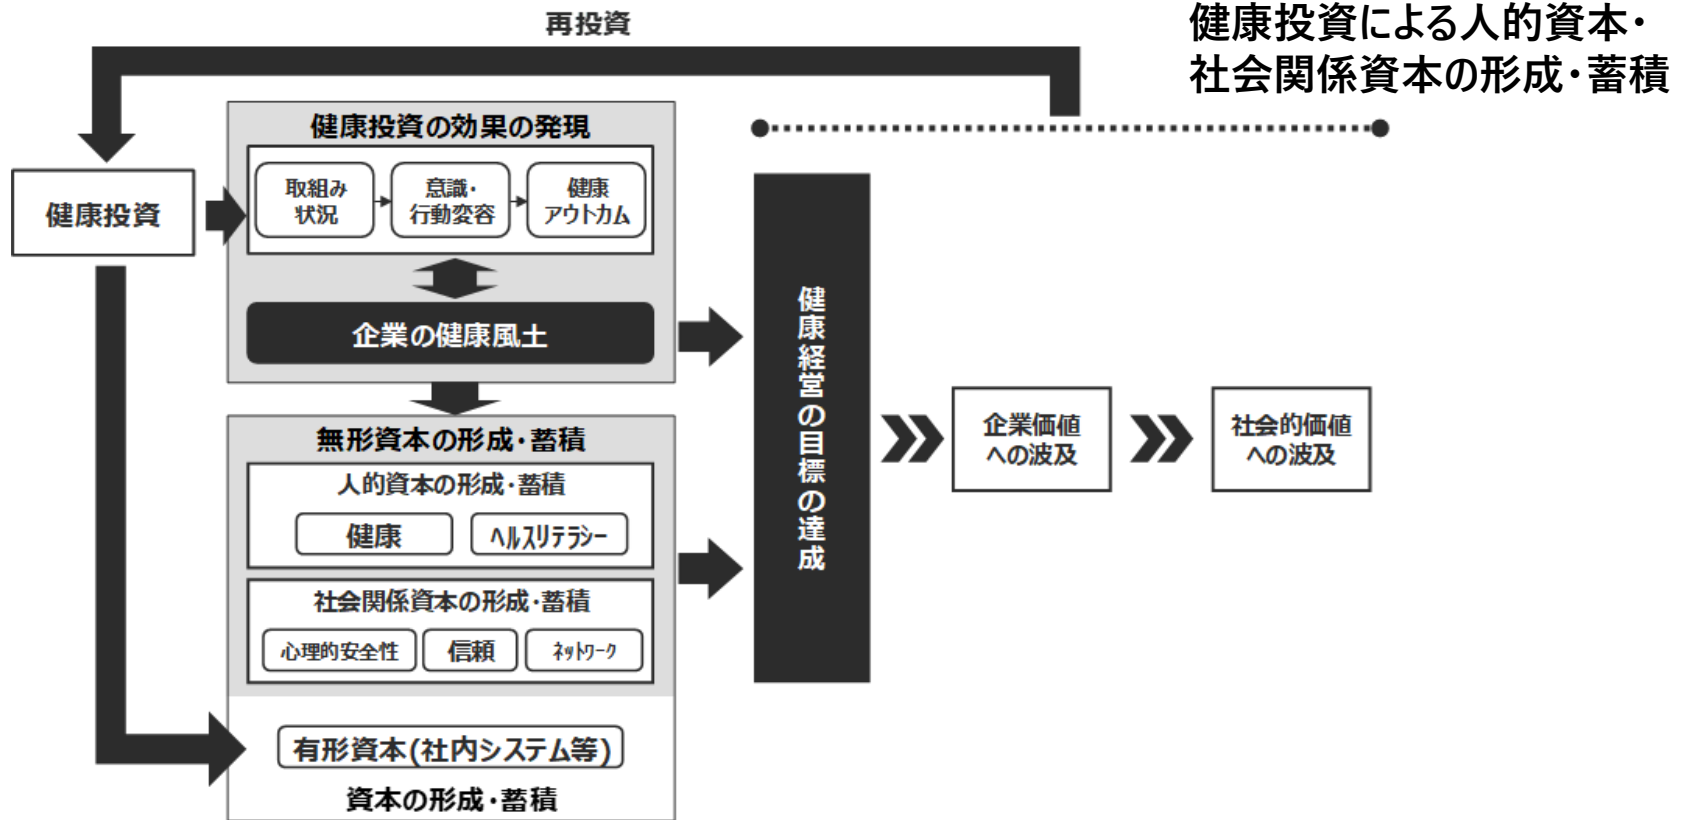 再投資
健康投資による人的資本・
社会関係資本の形成・蓄積
健康投資の効果の発現
健康投資
取組み
状況
意識・
行動変容
健康
アウトカム
企業の健康風土
無形資本の形成・蓄積
人的資本の形成・蓄積
健康
ヘルスリテラシー
社会関係資本の形成・蓄積
心理的安全性
信頼
ネットワーク
有形資本(社内システム等)
資本の形成・蓄積
健康経営の目標の達成
企業価値
への波及
社会的価値
への波及